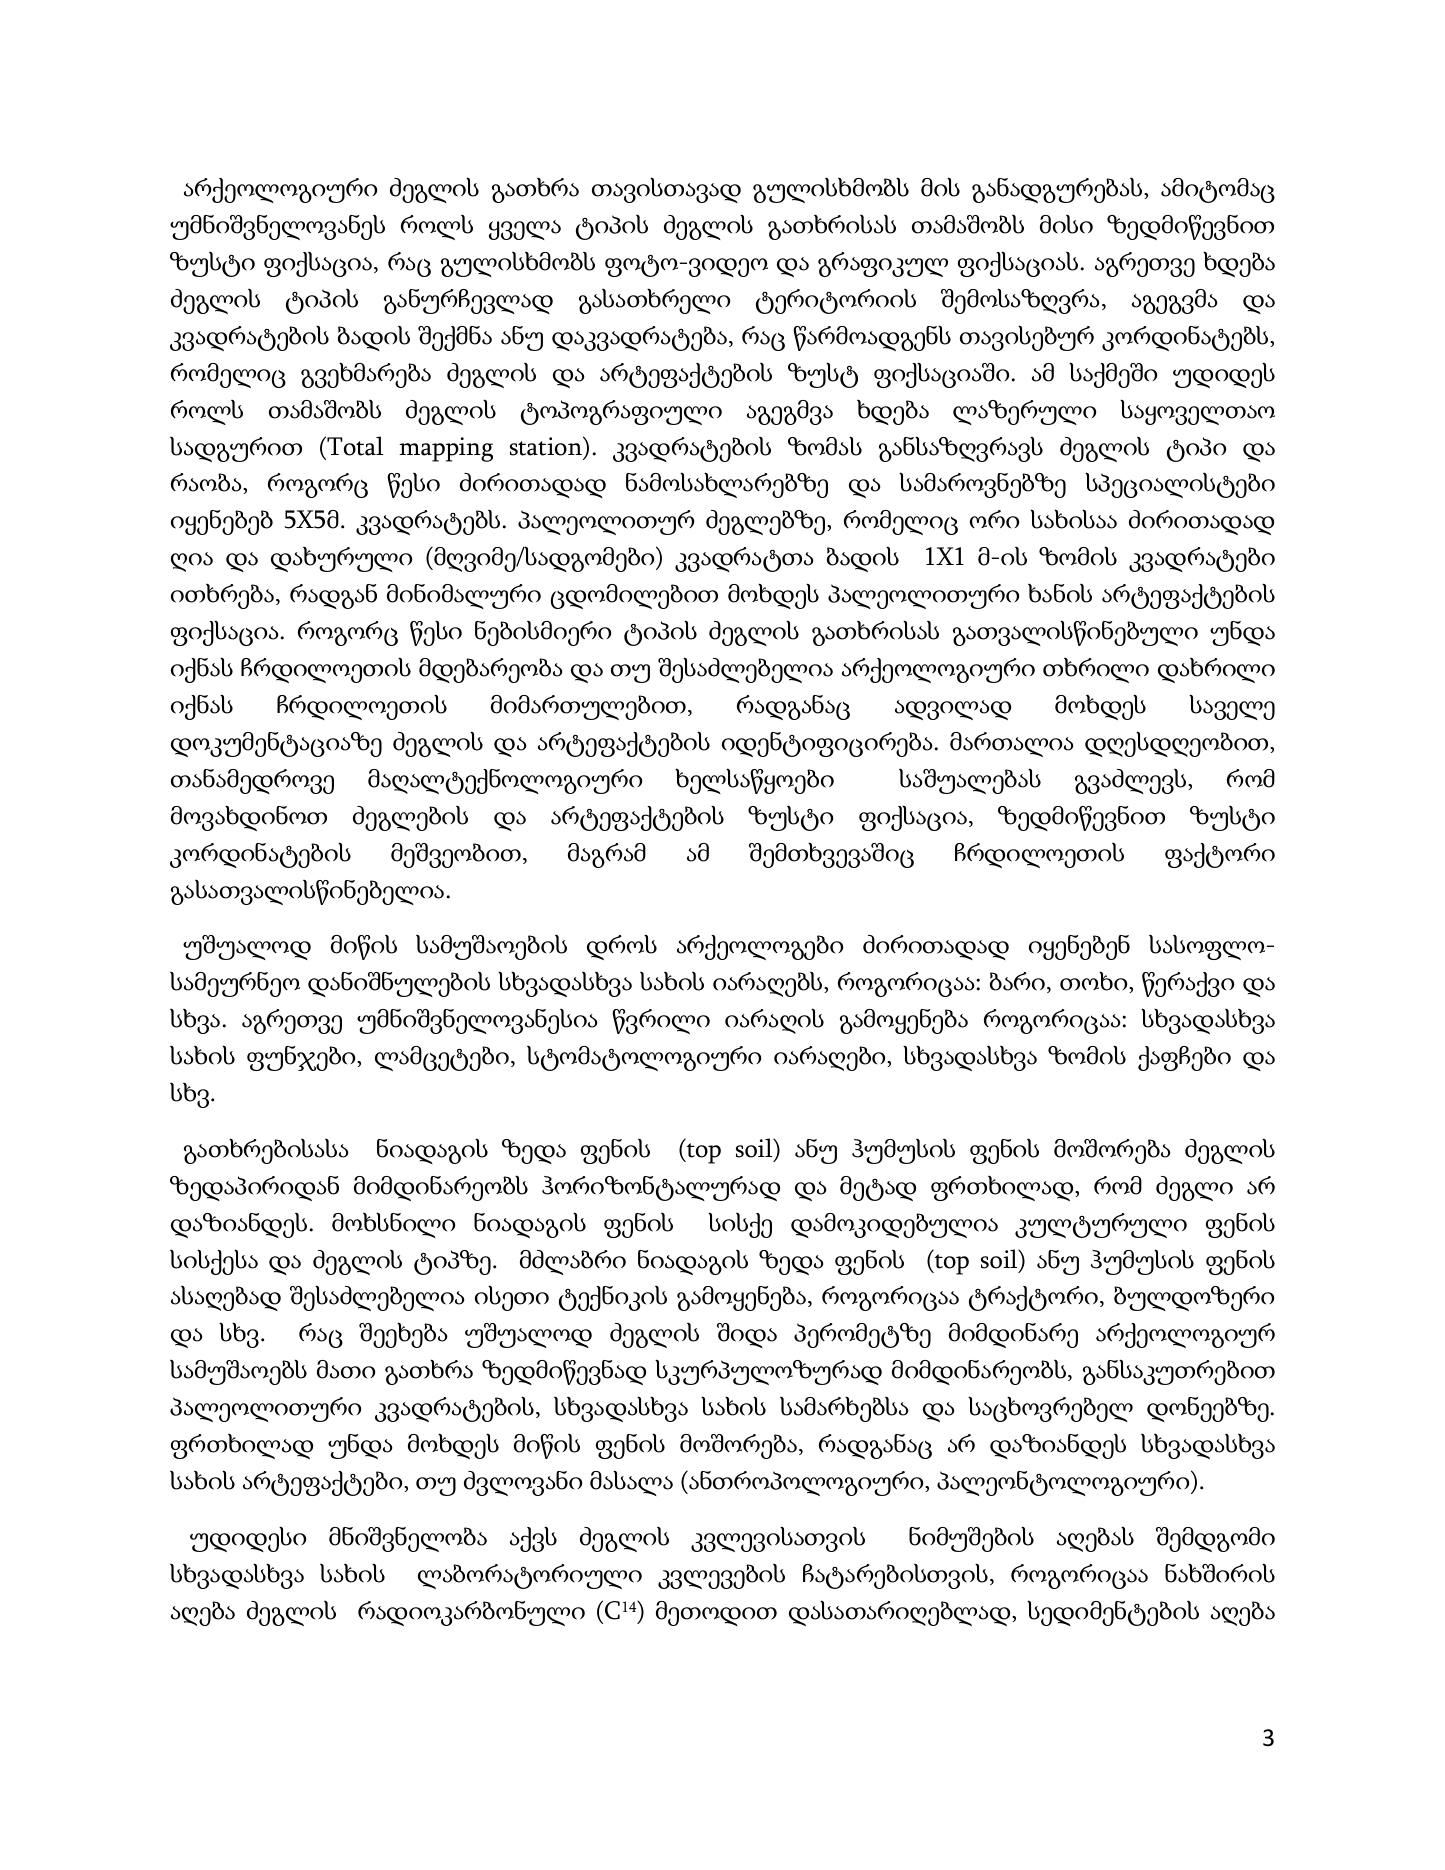 არქეოლოგიური ძეგლის გათხრა თავისთავად გულისხმობს მის განადგურებას, ამიტომაც
უმნიშვნელოვანეს როლს ყველა ტიპის ძეგლის გათხრისას თამაშობს მისი ზედმიწევნით
ზუსტი ფიქსაცია, რაც გულისხმობს ფოტო-ვიდეო და გრაფიკულ ფიქსაციას. აგრეთვე ხდება
ძეგლის ტიპის განურჩევლად გასათხრელი ტერიტორიის შემოსაზღვრა, აგეგვმა და
კვადრატების ბადის შექმნა ანუ დაკვადრატება, რაც წარმოადგენს თავისებურ კორდინატებს,
რომელიც გვეხმარება ძეგლის და არტეფაქტების ზუსტ ფიქსაციაში. ამ საქმეში უდიდეს
როლს თამაშობს ძეგლის ტოპოგრაფიული აგეგმვა ხდება ლაზერული საყოველთაო
სადგურით (Total mapping station). კვადრატების ზომას განსაზღვრავს ძეგლის ტიპი და
რაობა, როგორც წესი ძირითადად ნამოსახლარებზე და სამაროვნებზე სპეციალისტები
იყენებებ 5X5მ. კვადრატებს. პალეოლითურ ძეგლებზე, რომელიც ორი სახისაა ძირითადად
ღია და დახურული (მღვიმე/სადგომები) კვადრატთა ბადის 1X1 მ-ის ზომის კვადრატები
ითხრება, რადგან მინიმალური ცდომილებით მოხდეს პალეოლითური ხანის არტეფაქტების
ფიქსაცია. როგორც წესი ნებისმიერი ტიპის ძეგლის გათხრისას გათვალისწინებული უნდა
იქნას ჩრდილოეთის მდებარეობა და თუ შესაძლებელია არქეოლოგიური თხრილი დახრილი
იქნას ჩრდილოეთის მიმართულებით, რადგანაც ადვილად მოხდეს საველე
დოკუმენტაციაზე ძეგლის და არტეფაქტების იდენტიფიცირება. მართალია დღესდღეობით,
თანამედროვე მაღალტექნოლოგიური ხელსაწყოები საშუალებას გვაძლევს, რომ
მოვახდინოთ ძეგლების და არტეფაქტების ზუსტი ფიქსაცია, ზედმიწევნით ზუსტი
კორდინატების მეშვეობით, მაგრამ ამ შემთხვევაშიც ჩრდილოეთის ფაქტორი
გასათვალისწინებელია.
უშუალოდ მიწის სამუშაოების დროს არქეოლოგები ძირითადად იყენებენ სასოფლო-
სამეურნეო დანიშნულების სხვადასხვა სახის იარაღებს, როგორიცაა: ბარი, თოხი, წერაქვი და
სხვა. აგრეთვე უმნიშვნელოვანესია წვრილი იარაღის გამოყენება როგორიცაა: სხვადასხვა
სახის ფუნჯები, ლამცეტები, სტომატოლოგიური იარაღები, სხვადასხვა ზომის ქაფჩები და
სხვ.
გათხრებისასა ნიადაგის ზედა ფენის (top soil) ანუ ჰუმუსის ფენის მოშორება ძეგლის
ზედაპირიდან მიმდინარეობს ჰორიზონტალურად და მეტად ფრთხილად, რომ ძეგლი არ
დაზიანდეს. მოხსნილი ნიადაგის ფენის სისქე დამოკიდებულია კულტურული ფენის
სისქესა და ძეგლის ტიპზე. მძლაბრი ნიადაგის ზედა ფენის (top soil) ანუ ჰუმუსის ფენის
ასაღებად შესაძლებელია ისეთი ტექნიკის გამოყენება, როგორიცაა ტრაქტორი, ბულდოზერი
და სხვ. რაც შეეხება უშუალოდ ძეგლის შიდა პერომეტზე მიმდინარე არქეოლოგიურ
სამუშაოებს მათი გათხრა ზედმიწევნად სკურპულოზურად მიმდინარეობს, განსაკუთრებით
პალეოლითური კვადრატების, სხვადასხვა სახის სამარხებსა და საცხოვრებელ დონეებზე.
ფრთხილად უნდა მოხდეს მიწის ფენის მოშორება, რადგანაც არ დაზიანდეს სხვადასხვა
სახის არტეფაქტები, თუ ძვლოვანი მასალა (ანთროპოლოგიური, პალეონტოლოგიური).
უდიდესი მნიშვნელობა აქვს ძეგლის კვლევისათვის ნიმუშების აღებას შემდგომი
სხვადასხვა სახის ლაბორატორიული კვლევების ჩატარებისთვის, როგორიცაა ნახშირის
აღება ძეგლის რადიოკარბონული (C¹⁴) მეთოდით დასათარიღებლად, სედიმენტების აღება
3